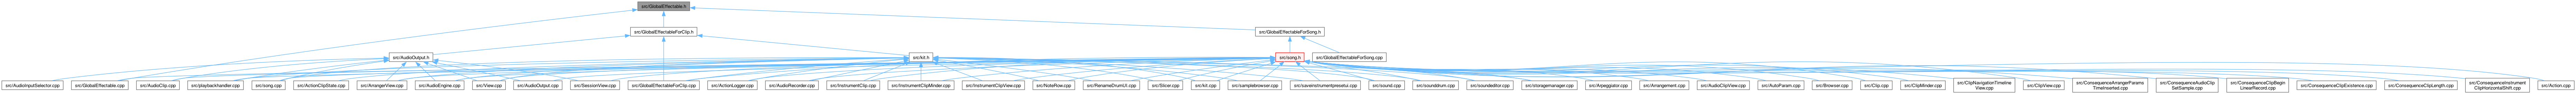 src/GlobalEffectable.h
src/GlobalEffectableForClip.h
src/GlobalEffectableForSong.h
src/AudioOutput.h
src/kit.h
src/song.h
src/GlobalEffectableForSong.cpp
src/AudioInputSelector.cpp
src/GlobalEffectable.cpp
src/AudioClip.cpp
src/playbackhandler.cpp
src/song.cpp
src/ActionClipState.cpp
src/ArrangerView.cpp
src/AudioEngine.cpp
src/View.cpp
src/AudioOutput.cpp
src/SessionView.cpp
src/GlobalEffectableForClip.cpp
src/ActionLogger.cpp
src/AudioRecorder.cpp
src/InstrumentClip.cpp
src/InstrumentClipMinder.cpp
src/InstrumentClipView.cpp
src/NoteRow.cpp
src/RenameDrumUI.cpp
src/Slicer.cpp
src/kit.cpp
src/samplebrowser.cpp
src/saveinstrumentpresetui.cpp
src/sound.cpp
src/sounddrum.cpp
src/soundeditor.cpp
src/storagemanager.cpp
src/Arpeggiator.cpp
src/Arrangement.cpp
src/AudioClipView.cpp
src/AutoParam.cpp
src/Browser.cpp
src/Clip.cpp
src/ClipMinder.cpp
src/ClipNavigationTimeline
View.cpp
src/ClipView.cpp
src/ConsequenceArrangerParams
TimeInserted.cpp
src/ConsequenceAudioClip
SetSample.cpp
src/ConsequenceClipBegin
LinearRecord.cpp
src/ConsequenceClipExistence.cpp
src/ConsequenceClipLength.cpp
src/ConsequenceInstrument
ClipHorizontalShift.cpp
src/Action.cpp